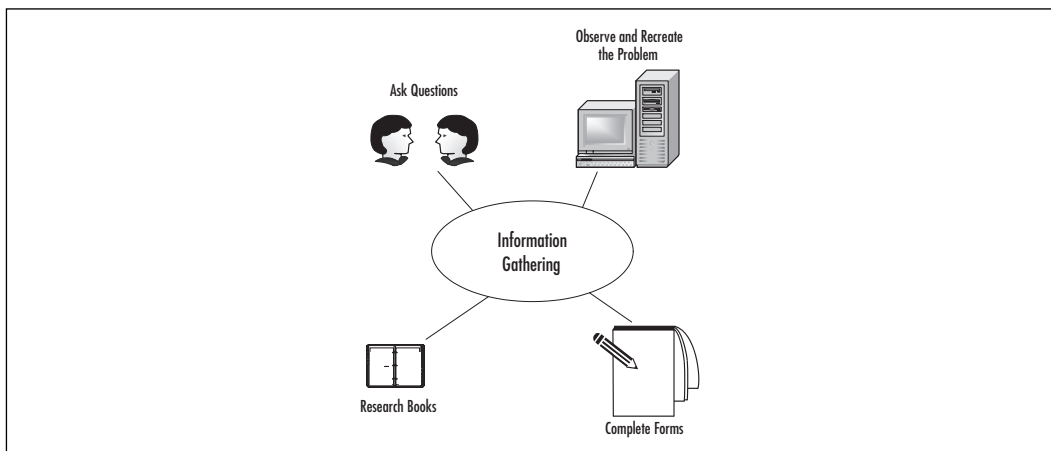 Observe and Recreate
the Problem
Ask Questions
Information
Gathering
Research Books
Complete Forms